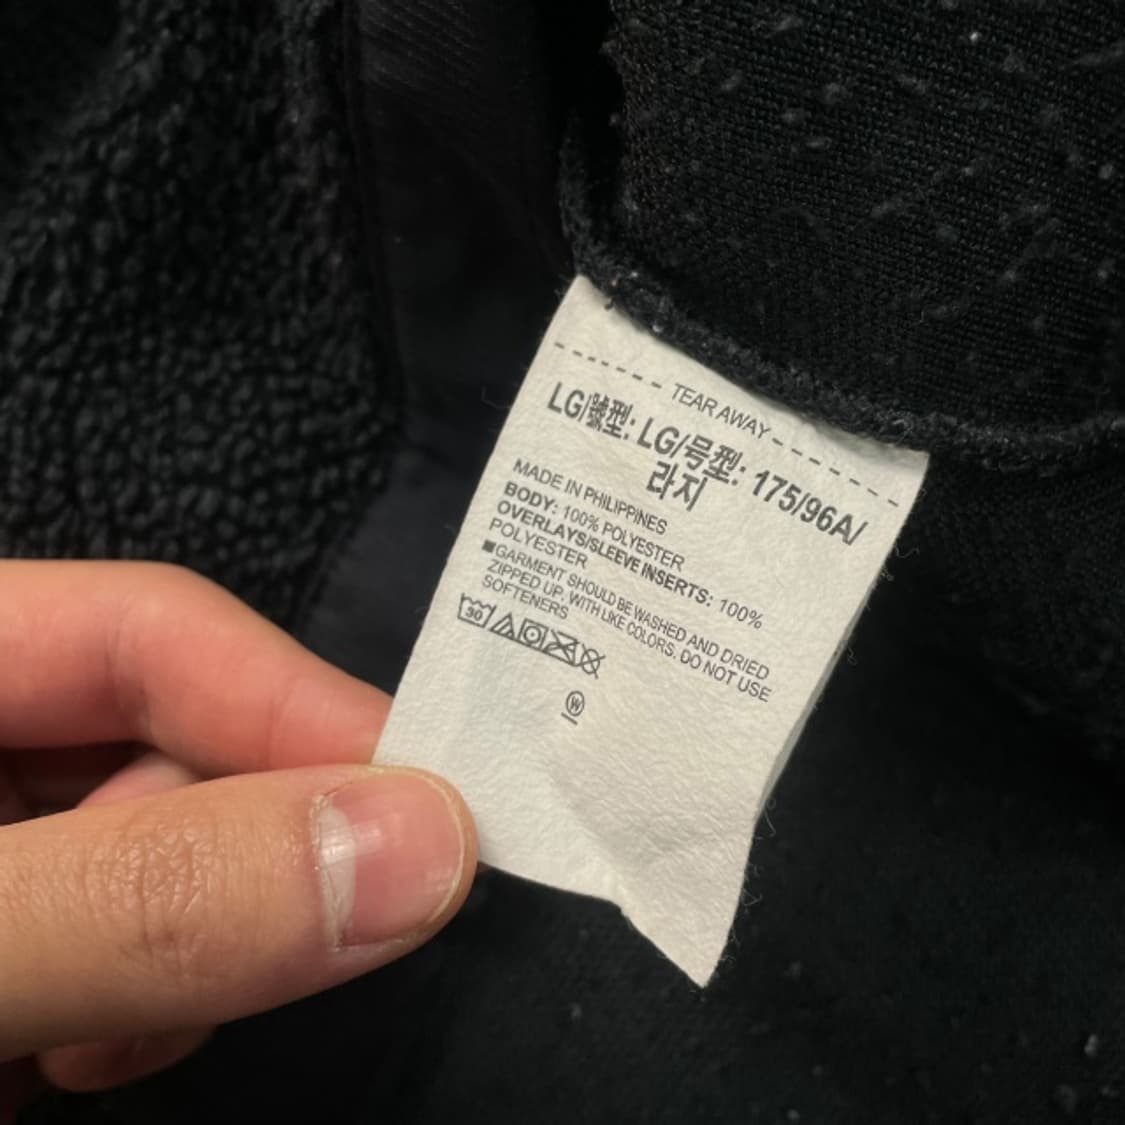 TEAR AWAY
LG/號型: LG/号型: 175/96A/
라지
MADE IN PHILIPPINES
BODY: 100% POLYESTER
OVERLAYS/SLEEVE INSERTS: 100%
POLYESTER
■GARMENT SHOULD BE WASHED AND DRIED
ZIPPED UP. WITH LIKE COLORS. DO NOT USE
SOFTENERS
30
W